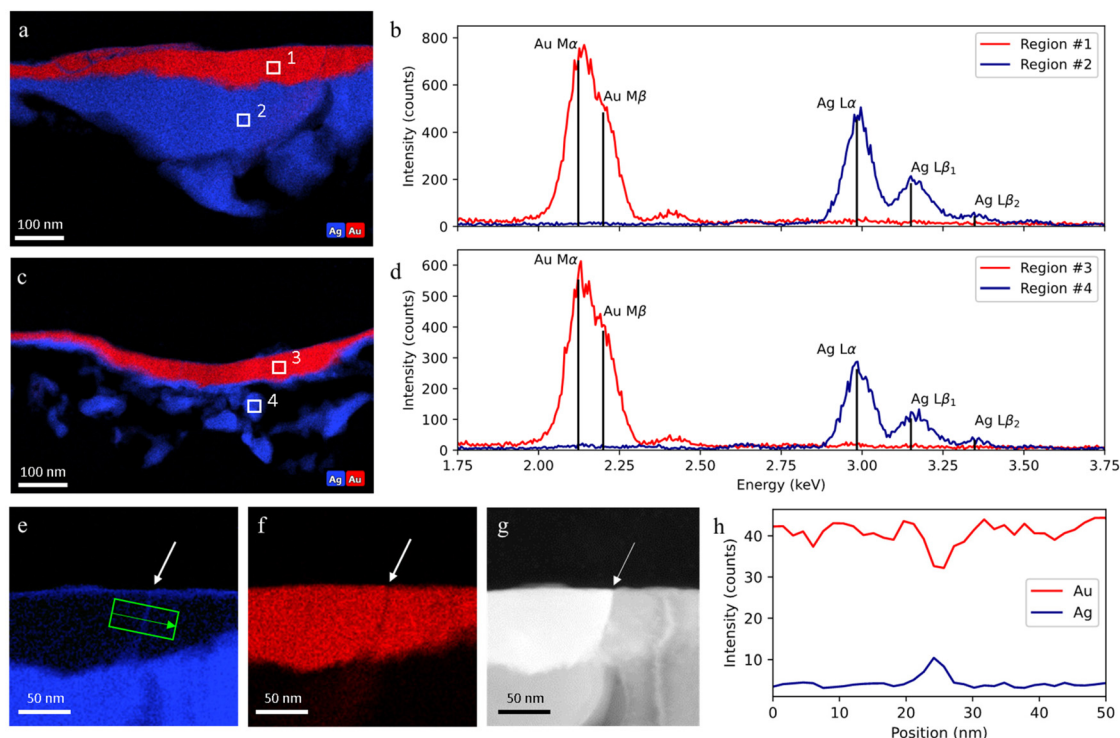 a
1
2
100 nm
Ag Au
b
Au Mα
Au Mβ
Ag Lα
Ag Lβ1
Ag Lβ2
Region #1
Region #2
Intensity (counts)
800
600
400
200
0
c
3
4
100 nm
Ag Au
d
Au Mα
Au Mβ
Ag Lα
Ag Lβ1
Ag Lβ2
Region #3
Region #4
Intensity (counts)
600
500
400
300
200
100
0
1.75 2.00 2.25 2.50 2.75 3.00 3.25 3.50 3.75
Energy (keV)
e
50 nm
f
50 nm
g
50 nm
h
Intensity (counts)
40
30
20
10
Au
Ag
0 10 20 30 40 50
Position (nm)